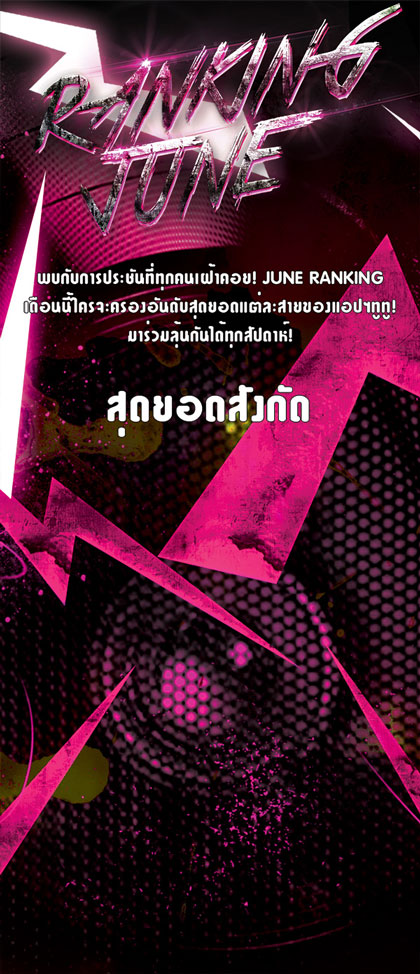 RANKING
JUNE
พบกับการประชันที่ทุกคนเฝ้าคอย! JUNE RANKING
เดือนนี้ใครจะครองอันดับสุดยอดแต่ละสายของแอปฯทูทู!
มาร่วมลุ้นกันได้ทุกสัปดาห์!
สุดยอดสังกัด